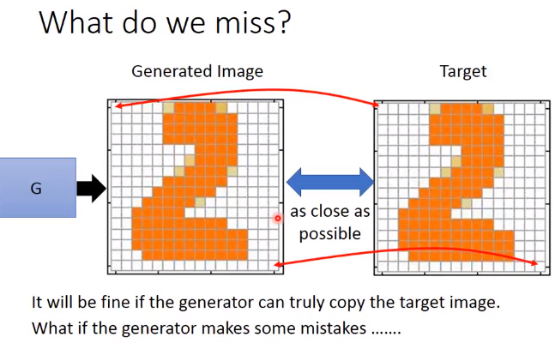 What do we miss?
Generated Image
Target
G
as close as
possible
It will be fine if the generator can truly copy the target image.
What if the generator makes some mistakes .......